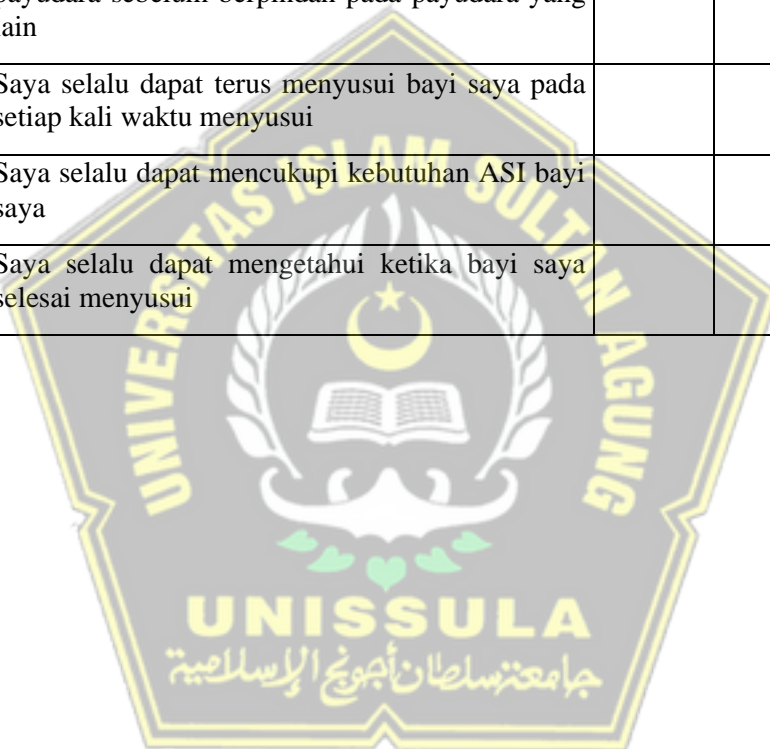 payudara sebelum berpindah pada payudara yang
lain
Saya selalu dapat terus menyusui bayi saya pada
setiap kali waktu menyusui
Saya selalu dapat mencukupi kebutuhan ASI bayi
saya
Saya selalu dapat mengetahui ketika bayi saya
selesai menyusui
UNIVERSITAS ISLAM SULTAN AGUNG
UNISSULA
جامعة سلطان أجونج الإسلامية